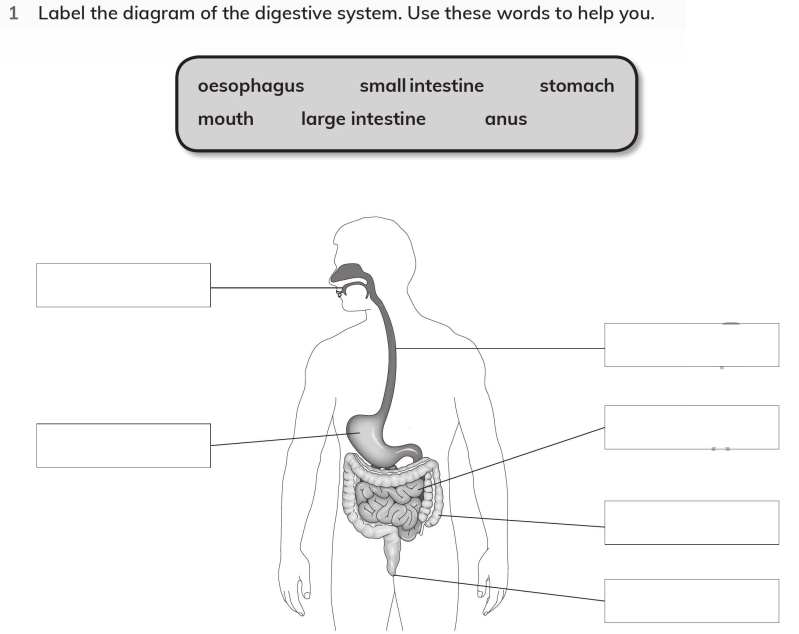 1 Label the diagram of the digestive system. Use these words to help you.
oesophagus small intestine stomach
mouth large intestine anus